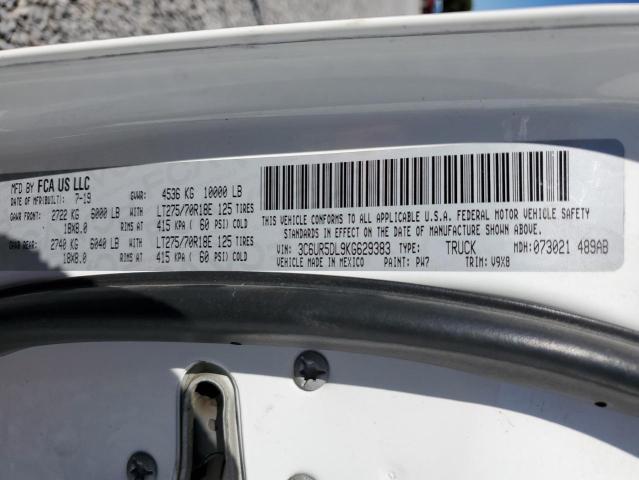 MFD BY FCA US LLC
DATE OF MFR(BUILT): 7-19 GVWR: 4536 KG 10000 LB
GAWR FRONT: 2722 KG 6000 LB WITH LT275/70R18E 125 TIRES
18X8.0 RIMS AT 415 KPA ( 60 PSI) COLD
GAWR REAR: 2740 KG 6040 LB WITH LT275/70R18E 125 TIRES
18X8.0 RIMS AT 415 KPA ( 60 PSI) COLD
THIS VEHICLE CONFORMS TO ALL APPLICABLE U.S.A. FEDERAL MOTOR VEHICLE SAFETY
STANDARDS IN EFFECT ON THE DATE OF MANUFACTURE SHOWN ABOVE.
VIN: 3C6UR5DL9KG629383 TYPE: TRUCK MDH: 073021 489AB
VEHICLE MADE IN MEXICO PAINT: PW7 TRIM: V9X8